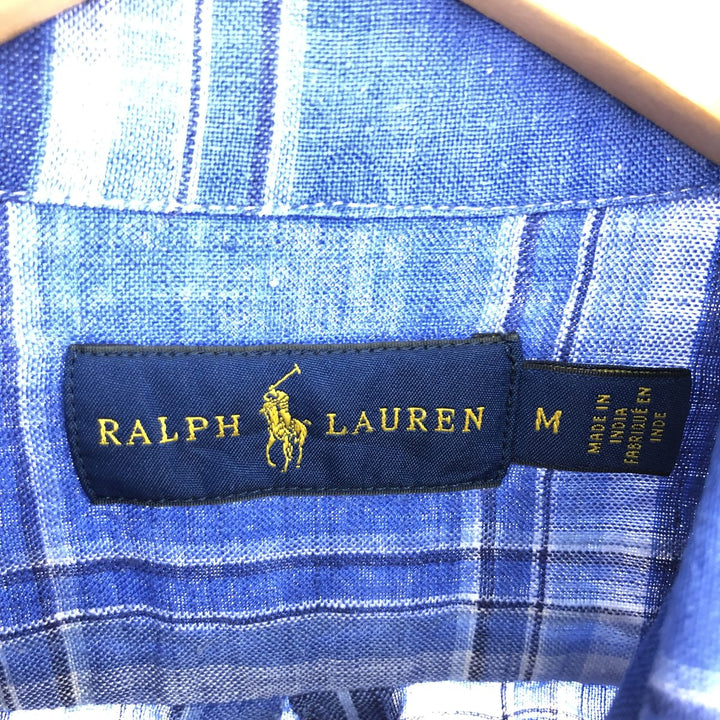 RALPH LAUREN
M
MADE IN
INDIA
FABRIQUÉ EN
INDE